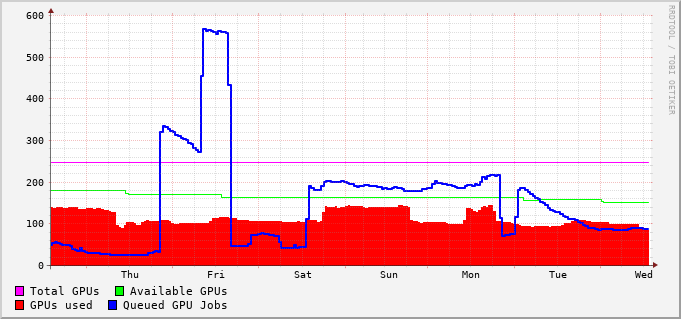 RRDTOOL / TOBI OETIKER
600
500
400
300
200
100
0
Thu Fri Sat Sun Mon Tue Wed
Total GPUs Available GPUs
GPUs used Queued GPU Jobs